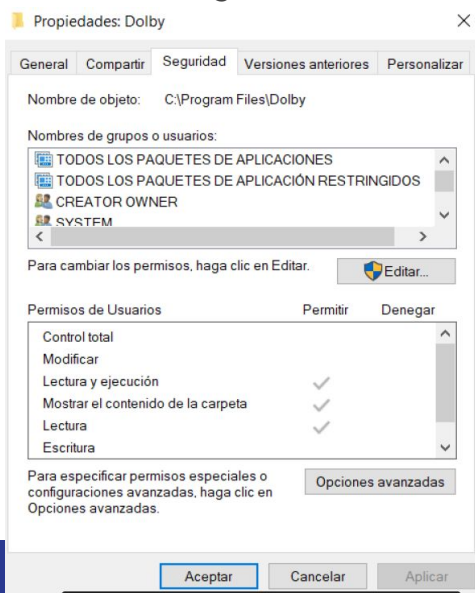 Propiedades: Dolby
General Compartir Seguridad Versiones anteriores Personalizar
Nombre de objeto: C:\Program Files\Dolby
Nombres de grupos o usuarios:
TODOS LOS PAQUETES DE APLICACIONES
TODOS LOS PAQUETES DE APLICACIÓN RESTRINGIDOS
CREATOR OWNER
SYSTEM
Para cambiar los permisos, haga clic en Editar. Editar...
Permisos de Usuarios Permitir Denegar
Control total
Modificar
Lectura y ejecución
Mostrar el contenido de la carpeta
Lectura
Escritura
Para especificar permisos especiales o
configuraciones avanzadas, haga clic en
Opciones avanzadas.
Opciones avanzadas
Aceptar Cancelar Aplicar